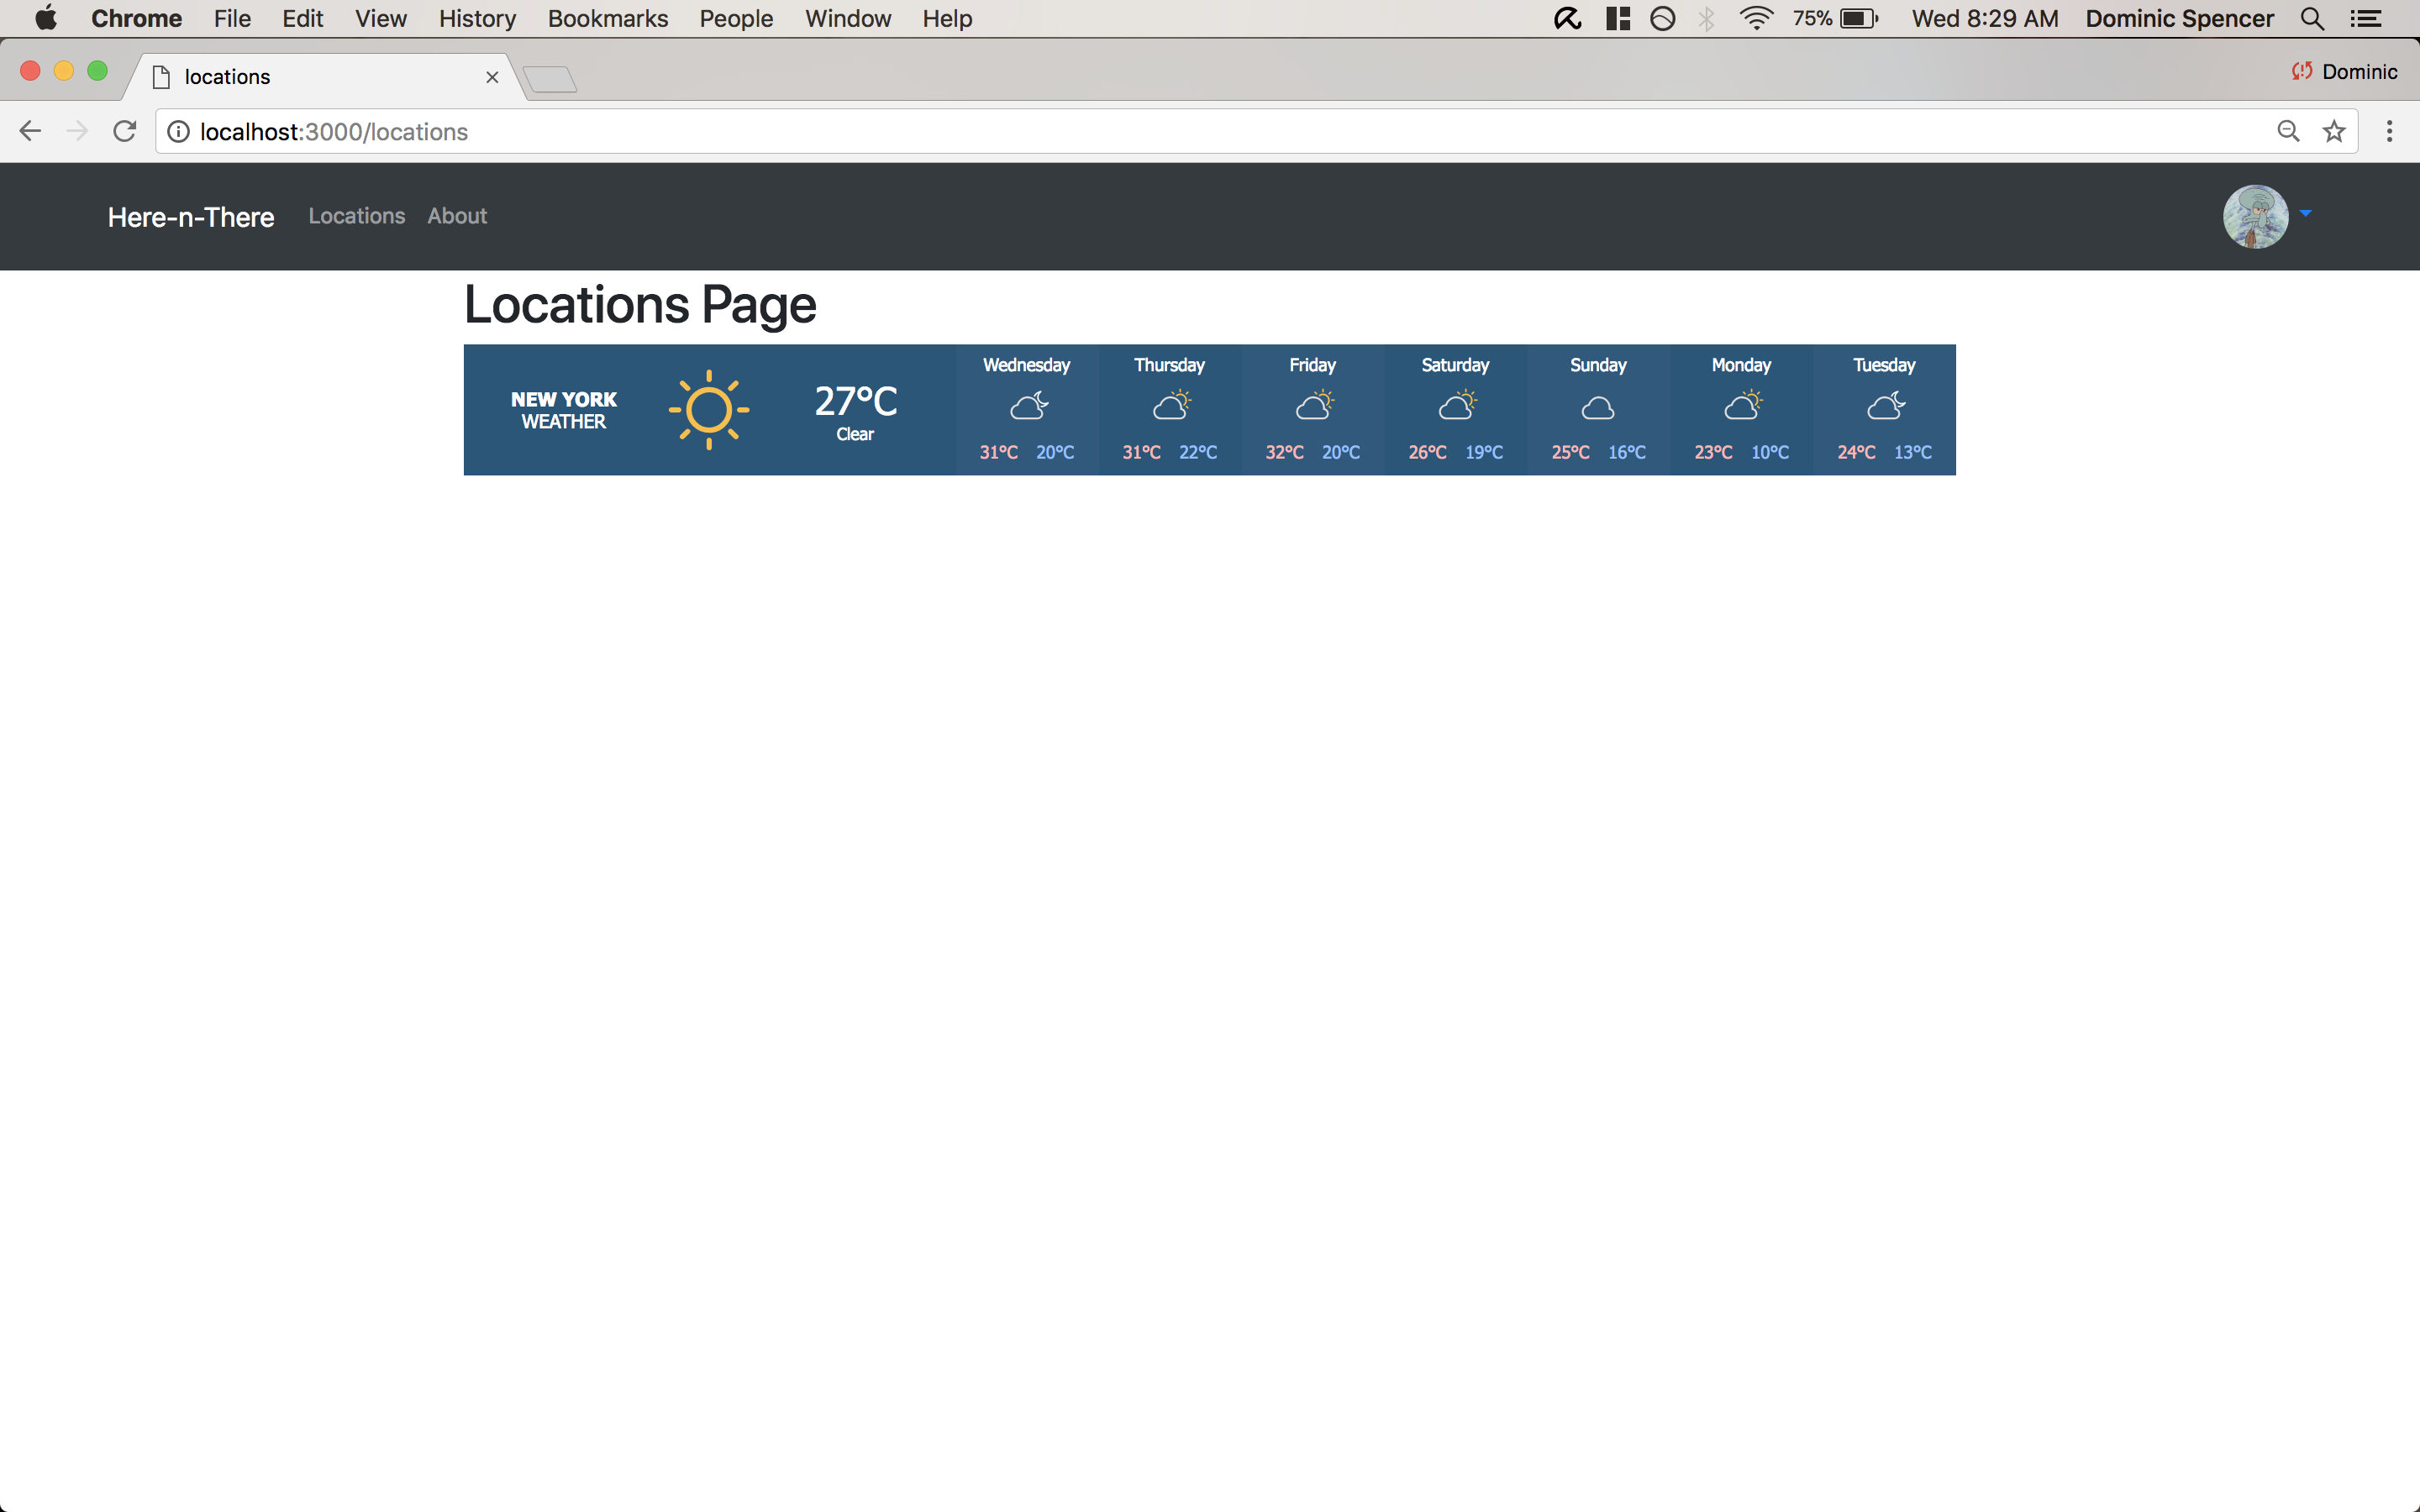 Chrome File Edit View History Bookmarks People Window Help 75% Wed 8:29 AM Dominic Spencer
locations Dominic
localhost:3000/locations
Here-n-There Locations About
Locations Page
NEW YORK
WEATHER
27°C
Clear
Wednesday Thursday Friday Saturday Sunday Monday Tuesday
31°C 20°C 31°C 22°C 32°C 20°C 26°C 19°C 25°C 16°C 23°C 10°C 24°C 13°C